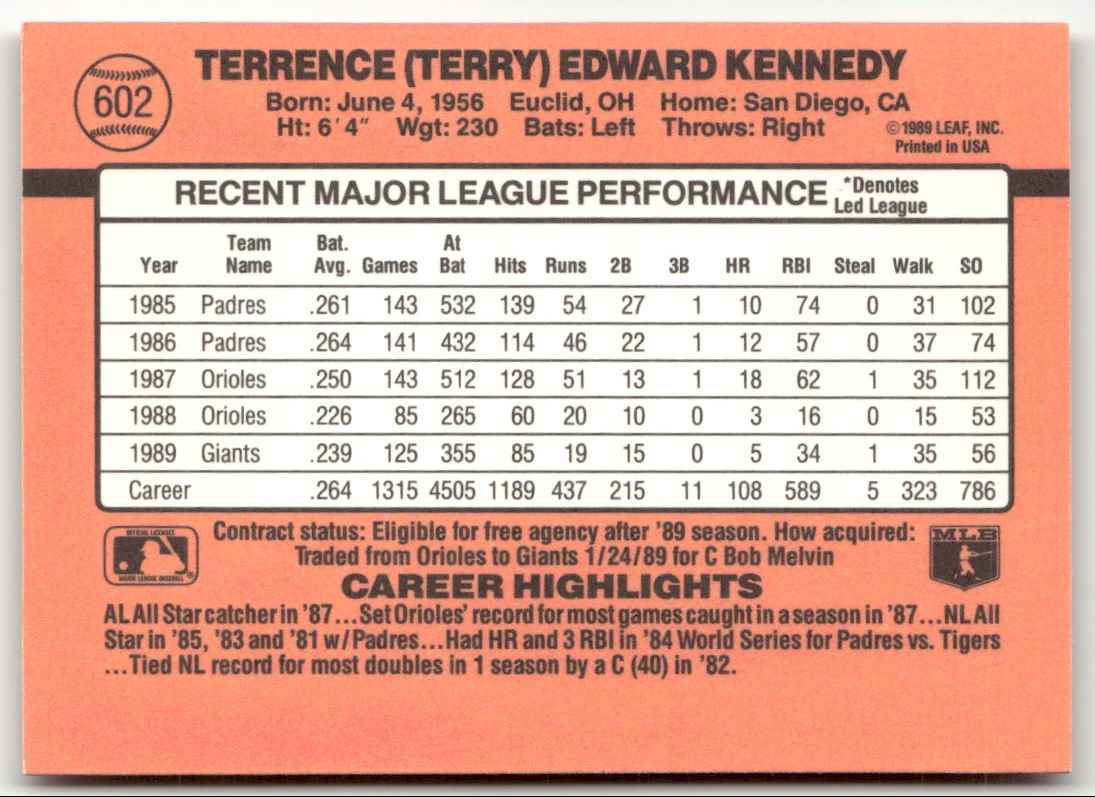 602
TERRENCE (TERRY) EDWARD KENNEDY
Born: June 4, 1956 Euclid, OH Home: San Diego, CA
Ht: 6' 4" Wgt: 230 Bats: Left Throws: Right
©1989 LEAF, INC.
Printed in USA
RECENT MAJOR LEAGUE PERFORMANCE
*Denotes
Led League
Year Team Name Bat. Avg. Games At Bat Hits Runs 2B 3B HR RBI Steal Walk SO
1985 Padres .261 143 532 139 54 27 1 10 74 0 31 102
1986 Padres .264 141 432 114 46 22 1 12 57 0 37 74
1987 Orioles .250 143 512 128 51 13 1 18 62 1 35 112
1988 Orioles .226 85 265 60 20 10 0 3 16 0 15 53
1989 Giants .239 125 355 85 19 15 0 5 34 1 35 56
Career .264 1315 4505 1189 437 215 11 108 589 5 323 786
OFFICIAL LICENSEE
MAJOR LEAGUE BASEBALL
®
Contract status: Eligible for free agency after '89 season. How acquired:
Traded from Orioles to Giants 1/24/89 for C Bob Melvin
MLB
CAREER HIGHLIGHTS
AL All Star catcher in '87...Set Orioles' record for most games caught in a season in '87...NL All
Star in '85, '83 and '81 w/Padres...Had HR and 3 RBI in '84 World Series for Padres vs. Tigers
...Tied NL record for most doubles in 1 season by a C (40) in '82.